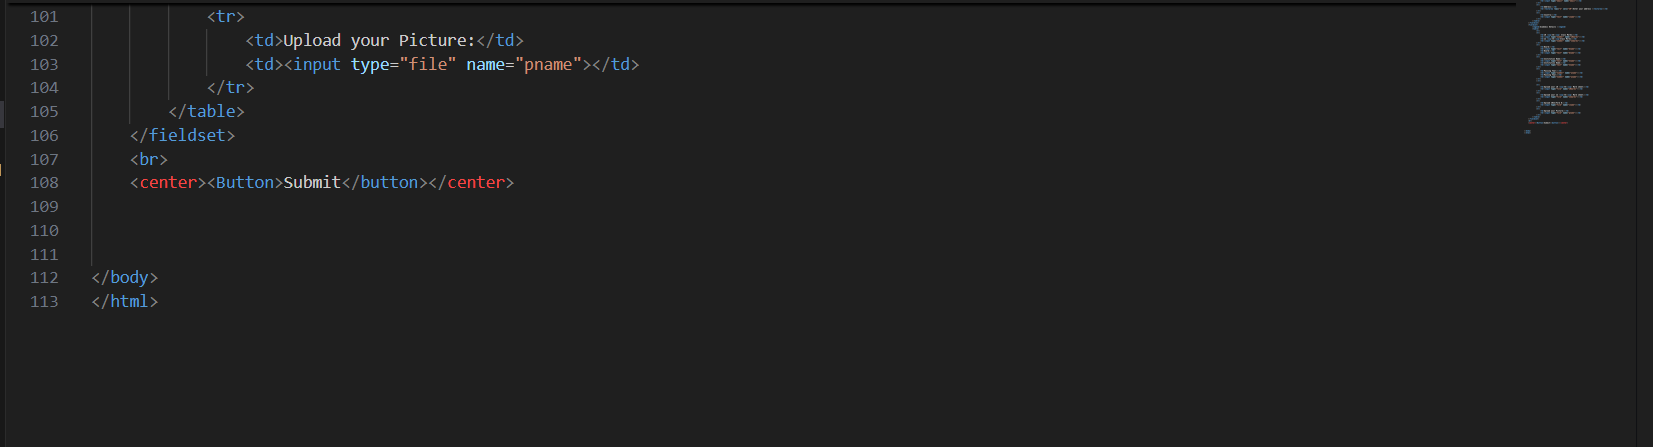 101 <tr>
102 <td>Upload your Picture:</td>
103 <td><input type="file" name="pname"></td>
104 </tr>
105 </table>
106 </fieldset>
107 <br>
108 <center><Button>Submit</button></center>
109
110
111
112 </body>
113 </html>